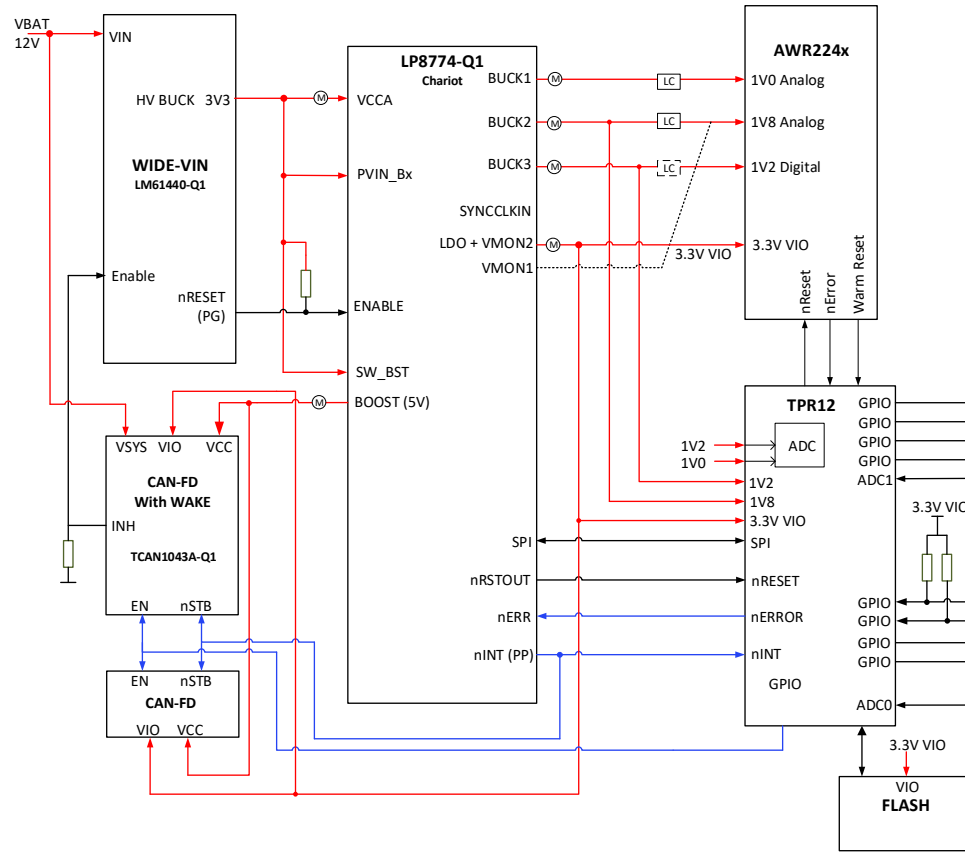 VBAT
12V
VIN
HV BUCK 3V3
WIDE-VIN
LM61440-Q1
Enable
nRESET
(PG)
LP8774-Q1
Chariot
VCCA
PVIN_Bx
ENABLE
SW_BST
BOOST (5V)
BUCK1
BUCK2
BUCK3
SYNCCLKIN
LDO + VMON2
VMON1
SPI
nRSTOUT
nERR
nINT (PP)
M
M
M
M
M
M
LC
LC
LC
3.3V VIO
AWR224x
1V0 Analog
1V8 Analog
1V2 Digital
3.3V VIO
nReset
nError
Warm Reset
TPR12
ADC
1V2
1V0
1V2
1V8
3.3V VIO
SPI
nRESET
nERROR
nINT
GPIO
GPIO
GPIO
GPIO
GPIO
ADC1
3.3V VIO
GPIO
GPIO
GPIO
GPIO
ADC0
VSYS VIO VCC
CAN-FD
With WAKE
INH
TCAN1043A-Q1
EN nSTB
EN nSTB
CAN-FD
VIO VCC
3.3V VIO
VIO
FLASH